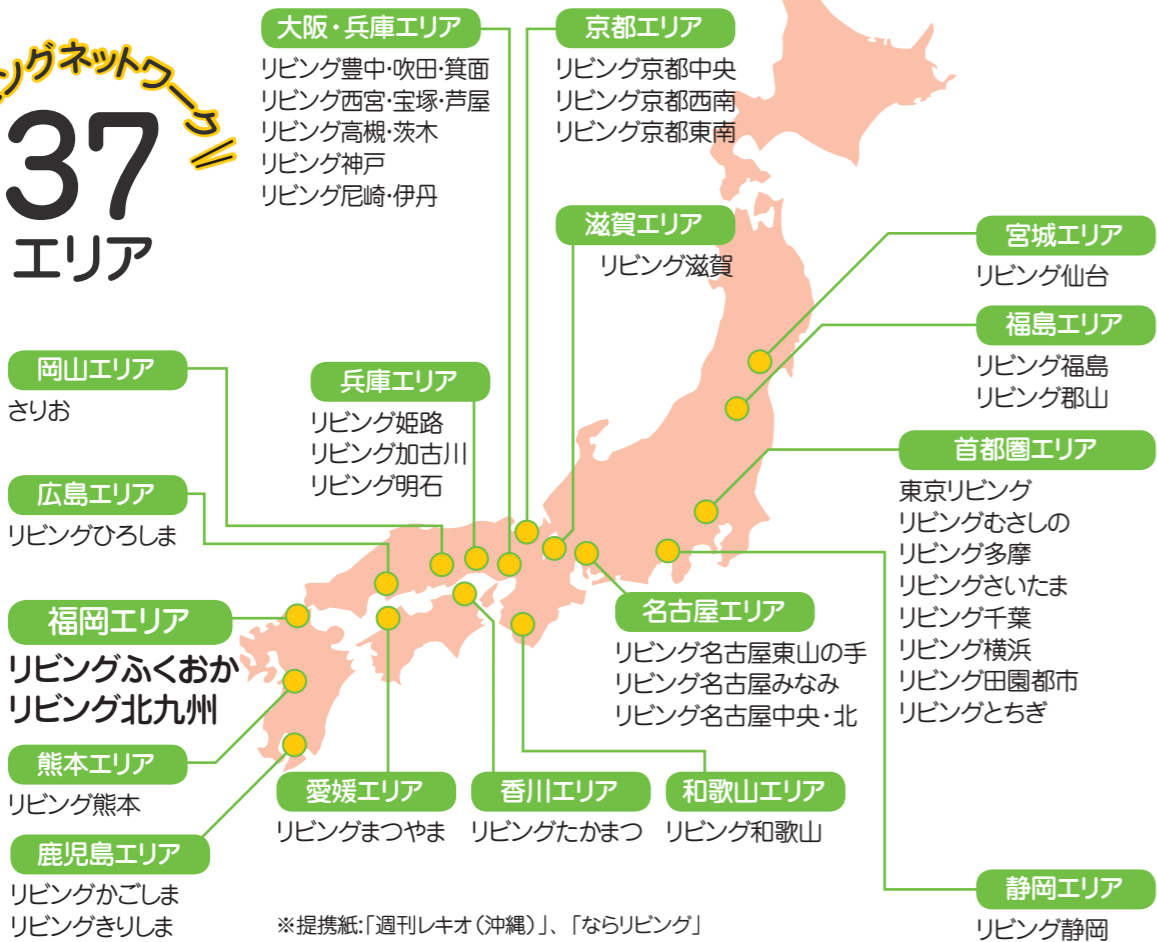 ングネットワーク
37
エリア
大阪・兵庫エリア
リビング豊中・吹田・箕面
リビング西宮・宝塚・芦屋
リビング高槻・茨木
リビング神戸
リビング尼崎・伊丹
京都エリア
リビング京都中央
リビング京都西南
リビング京都東南
滋賀エリア
リビング滋賀
宮城エリア
リビング仙台
福島エリア
リビング福島
リビング郡山
首都圏エリア
東京リビング
リビングむさしの
リビング多摩
リビングさいたま
リビング千葉
リビング横浜
リビング田園都市
リビングとちぎ
岡山エリア
さりお
兵庫エリア
リビング姫路
リビング加古川
リビング明石
広島エリア
リビングひろしま
福岡エリア
リビングふくおか
リビング北九州
名古屋エリア
リビング名古屋東山の手
リビング名古屋みなみ
リビング名古屋中央・北
熊本エリア
リビング熊本
愛媛エリア
リビングまつやま
香川エリア
リビングたかまつ
和歌山エリア
リビング和歌山
鹿児島エリア
リビングかごしま
リビングきりしま
静岡エリア
リビング静岡
※提携紙:「週刊レキオ(沖縄)」、「ならリビング」